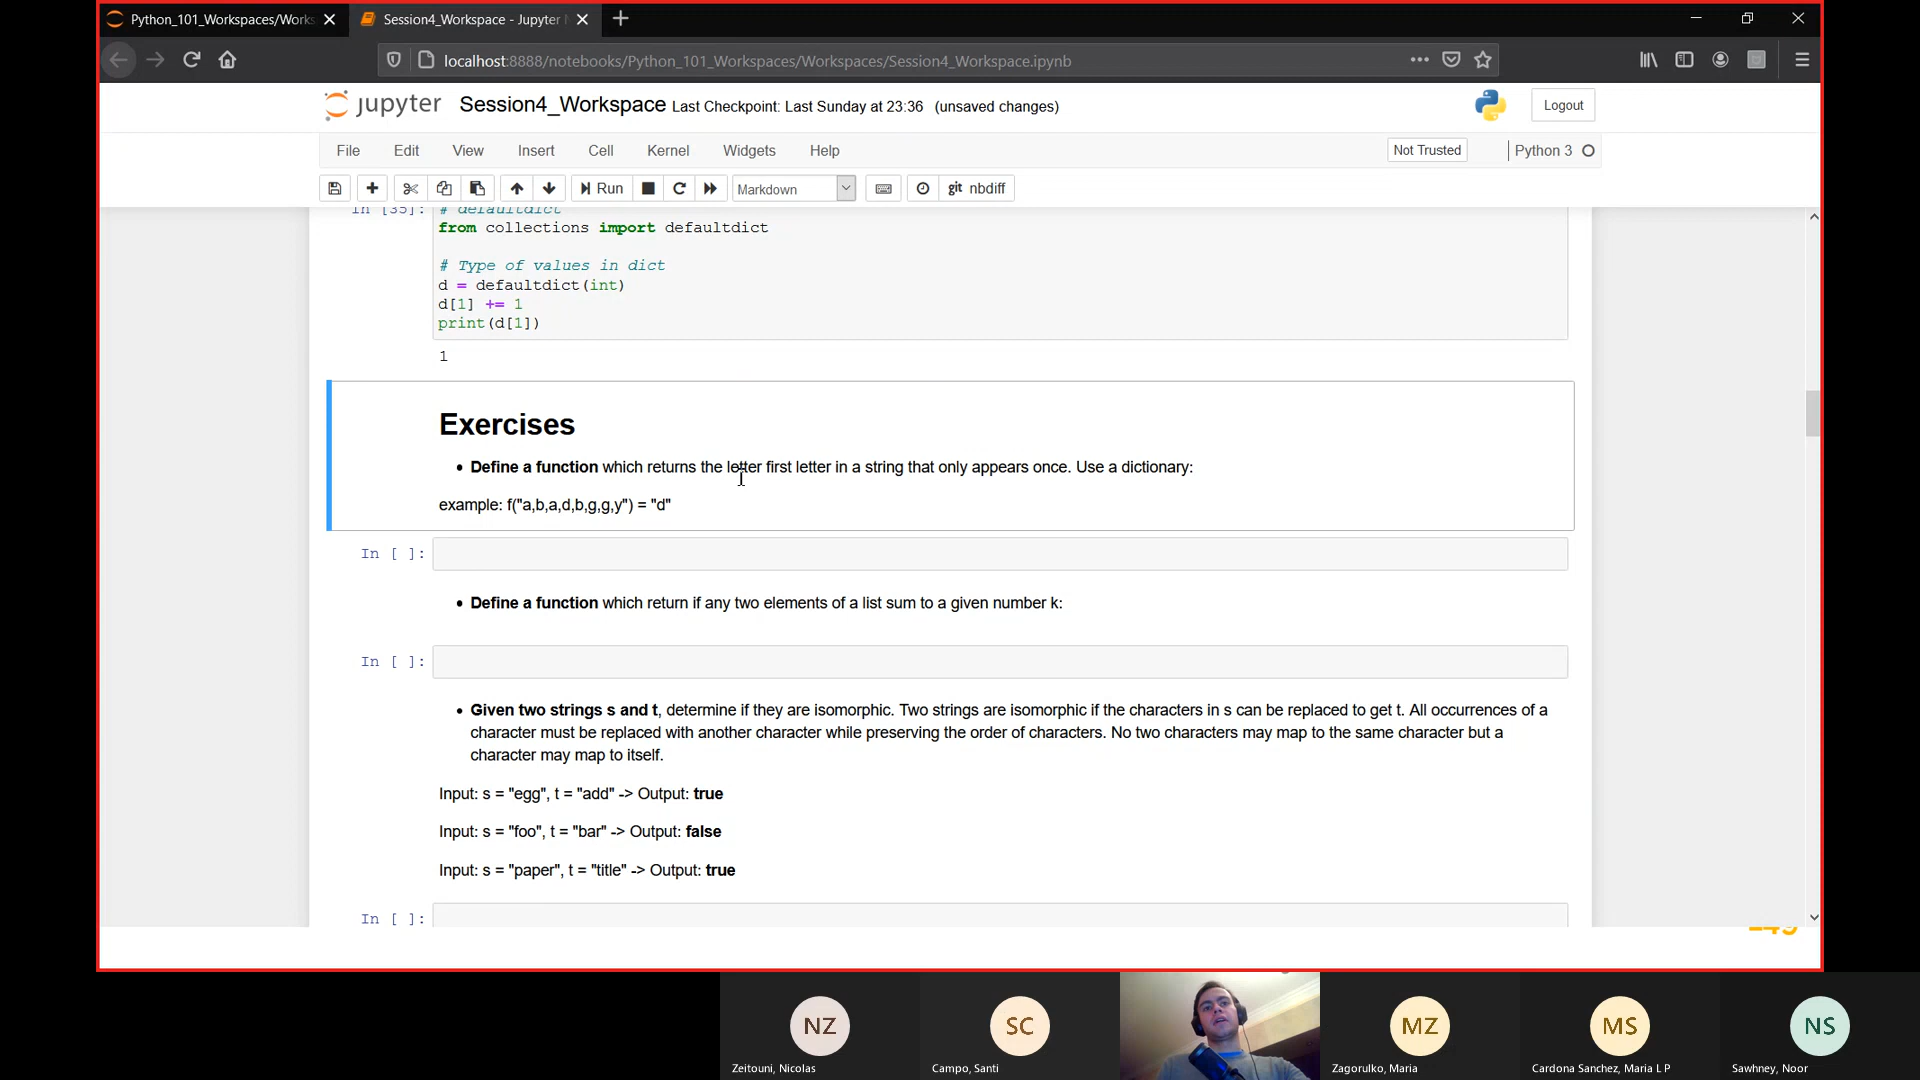 Python_101_Workspaces/Works
Session4_Workspace - Jupyter N
localhost:8888/notebooks/Python_101_Workspaces/Workspaces/Session4_Workspace.ipynb
jupyter Session4_Workspace Last Checkpoint: Last Sunday at 23:36 (unsaved changes)
Logout
File Edit View Insert Cell Kernel Widgets Help
Not Trusted
Python 3
Run
Markdown
git nbdiff
In [35]: # defaultdict
from collections import defaultdict
# Type of values in dict
d = defaultdict(int)
d[1] += 1
print(d[1])
1
Exercises
• Define a function which returns the letter first letter in a string that only appears once. Use a dictionary:
example: f("a,b,a,d,b,g,g,y") = "d"
In [ ]:
• Define a function which return if any two elements of a list sum to a given number k:
In [ ]:
• Given two strings s and t, determine if they are isomorphic. Two strings are isomorphic if the characters in s can be replaced to get t. All occurrences of a
character must be replaced with another character while preserving the order of characters. No two characters may map to the same character but a
character may map to itself.
Input: s = "egg", t = "add" -> Output: true
Input: s = "foo", t = "bar" -> Output: false
Input: s = "paper", t = "title" -> Output: true
In [ ]:
NZ
SC
MZ
MS
NS
Zeitouni, Nicolas
Campo, Santi
Zagorulko, Maria
Cardona Sanchez, Maria L P
Sawhney, Noor